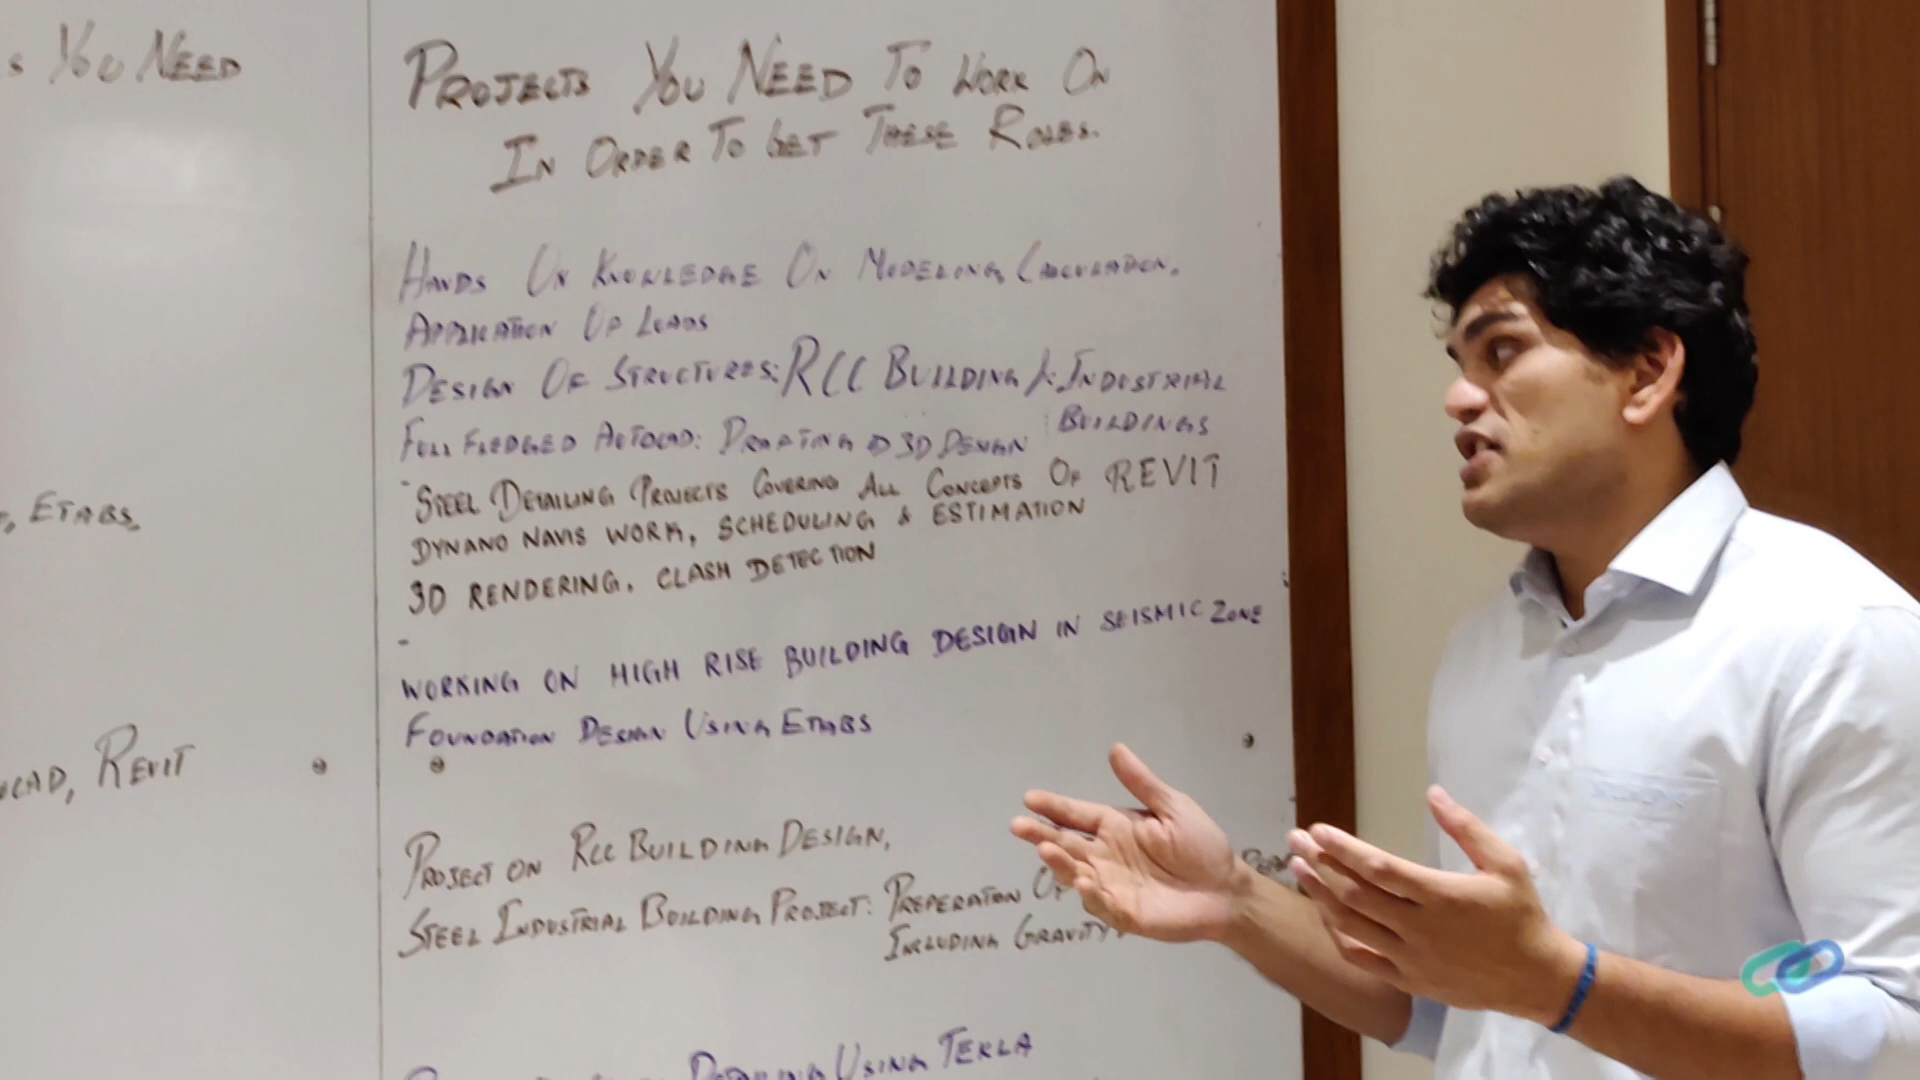 s You NEED
PROJECTS YOU NEED TO WORK ON
IN ORDER TO GET THESE ROLES.
HANDS ON KNOWLEDGE ON MODELING, CALCULATION,
APPLICATION OF LOADS
DESIGN OF STRUCTURES: RCC BUILDING / INDUSTRIAL
BUILDINGS
FULL FLEDGED AUTOCAD: DRAFTING & 3D DESIGN
- STEEL DETAILING PROJECTS COVERING ALL CONCEPTS OF REVIT
ETABS,
DYNANO NAVIS WORK, SCHEDULING & ESTIMATION
3D RENDERING, CLASH DETECTION
-
WORKING ON HIGH RISE BUILDING DESIGN IN SEISMIC ZONE
FOUNDATION DESIGN USING ETABS
OCAD, REVIT
PROJECT ON RCC BUILDING DESIGN,
STEEL INDUSTRIAL BUILDING PROJECT: PREPERATION OF
INCLUDING GRAVITY
USING TEKLA